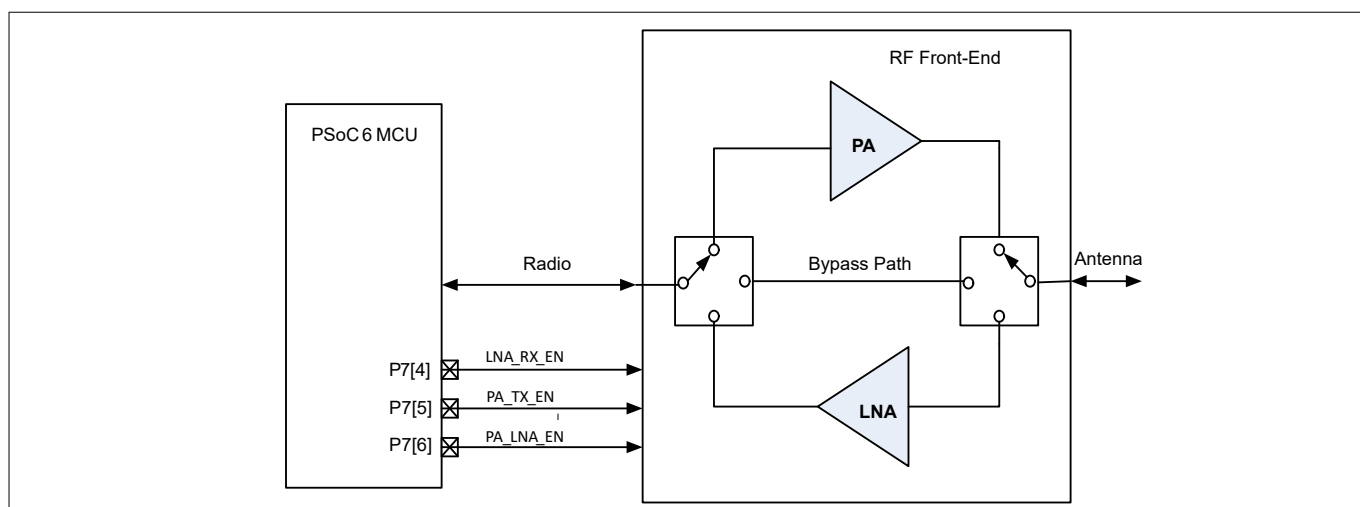 RF Front-End
PSoC 6 MCU
PA
Radio
Bypass Path
Antenna
P7[4]
LNA_RX_EN
P7[5]
PA_TX_EN
P7[6]
PA_LNA_EN
LNA